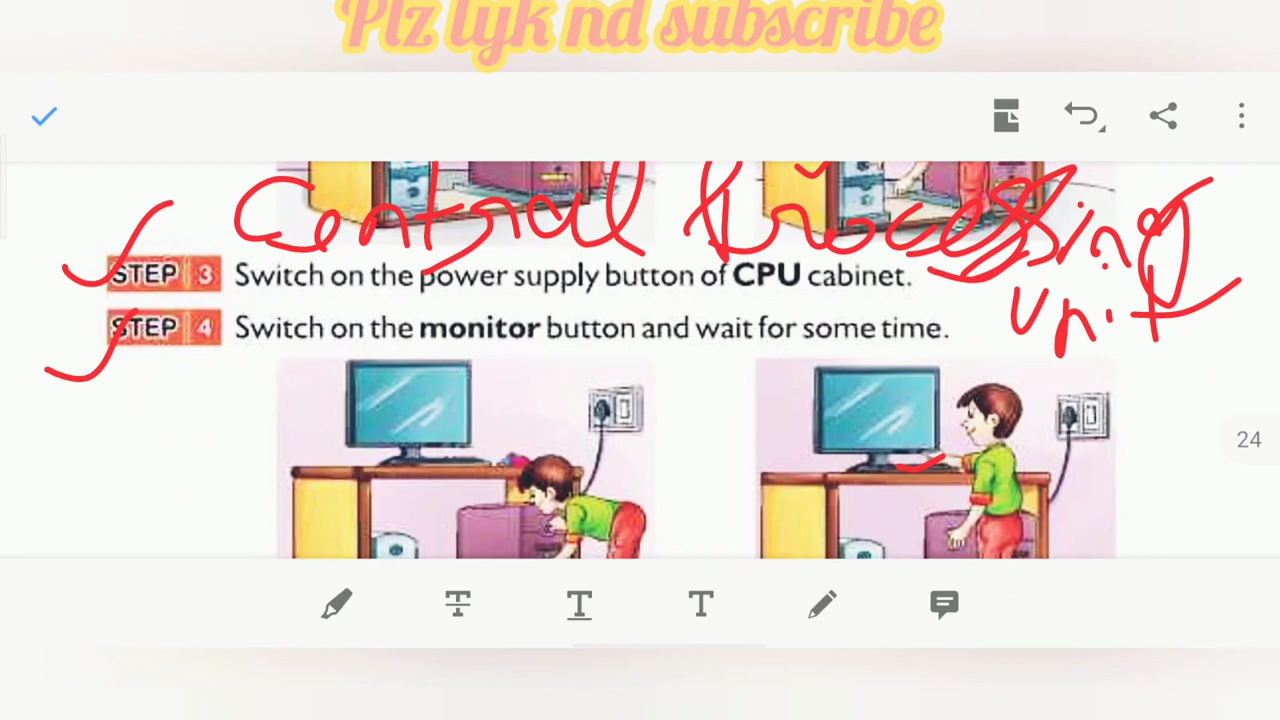 Plz lyk nd subscribe
Central Processing
Unit
STEP 3 Switch on the power supply button of CPU cabinet.
STEP 4 Switch on the monitor button and wait for some time.
24